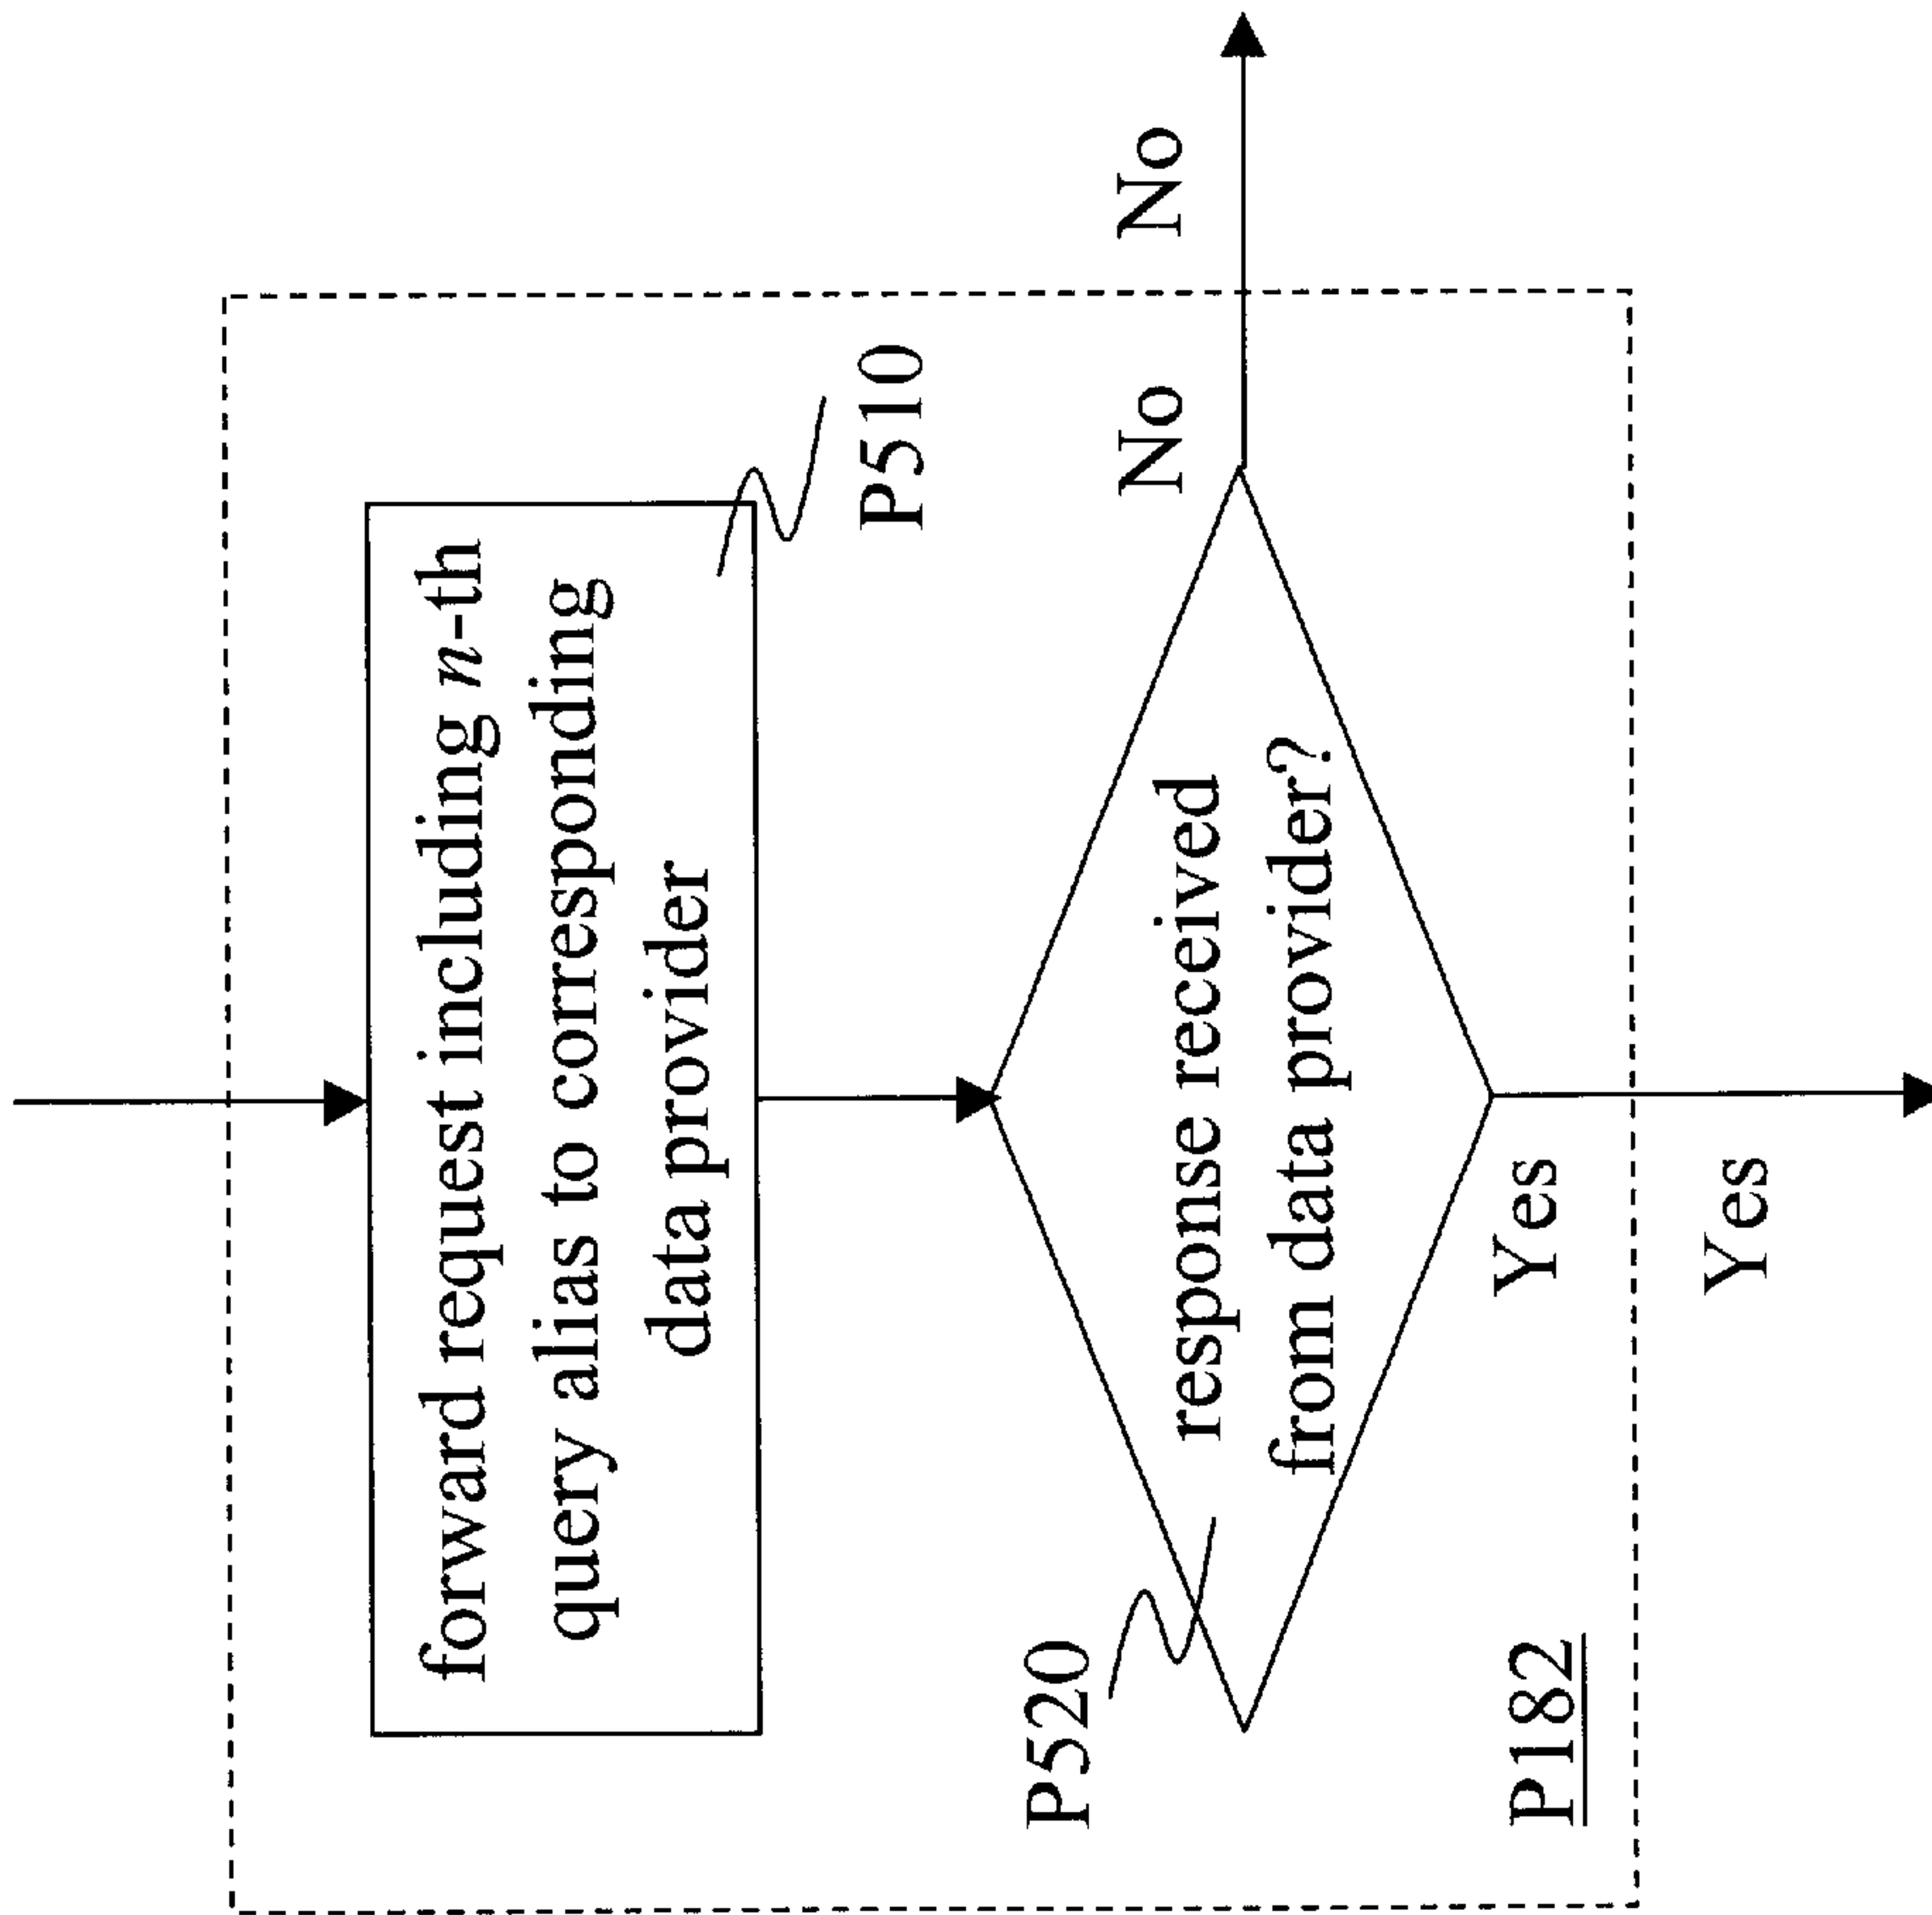 forward request including n-th
query alias to corresponding
data provider
P510
P520
response received
from data provider?
No
No
Yes
Yes
P182